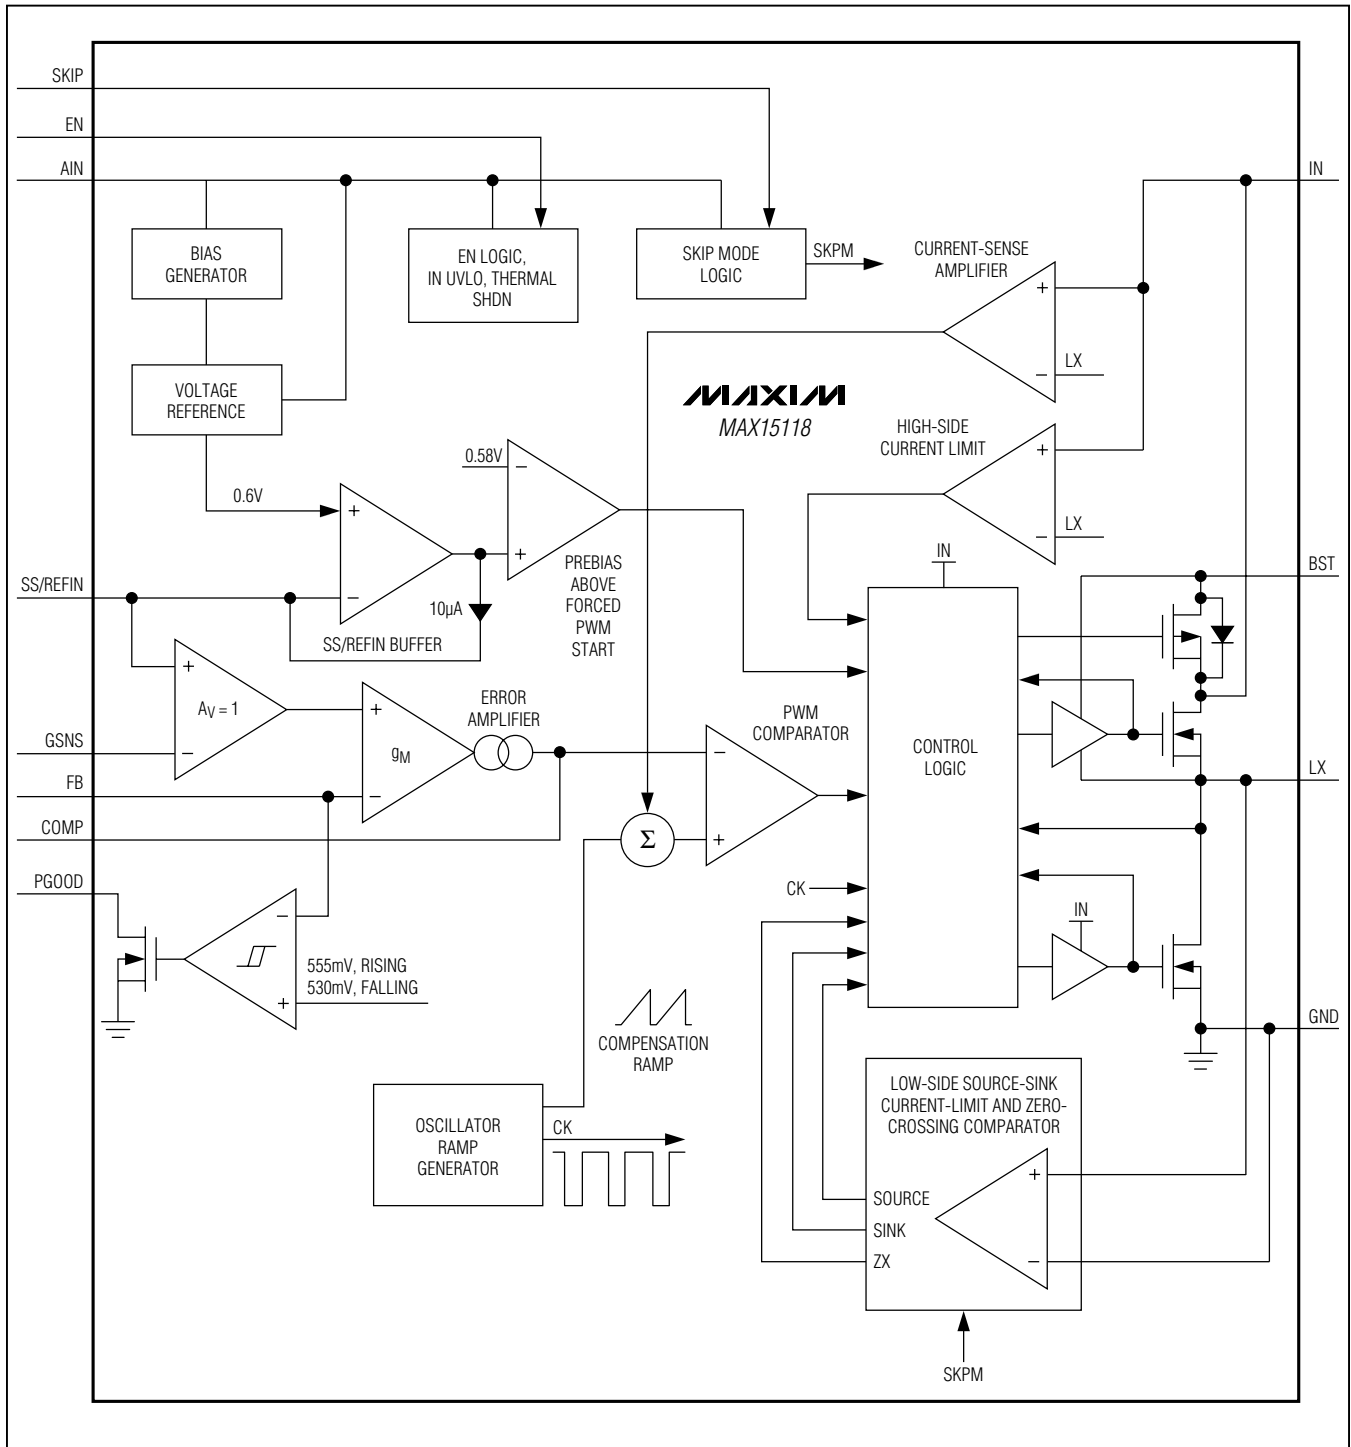 SKIP
EN
AIN
IN
BIAS
GENERATOR
EN LOGIC,
IN UVLO, THERMAL
SHDN
SKIP MODE
LOGIC
SKPM
CURRENT-SENSE
AMPLIFIER
+
−
LX
VOLTAGE
REFERENCE
MAXIM
MAX15118
HIGH-SIDE
CURRENT LIMIT
+
−
LX
0.6V
+
−
0.58V
−
+
PREBIAS
ABOVE
FORCED
PWM
START
IN
BST
SS/REFIN
10µA
SS/REFIN BUFFER
+
AV = 1
−
GSNS
+
gM
−
ERROR
AMPLIFIER
PWM
COMPARATOR
−
+
CONTROL
LOGIC
LX
FB
COMP
Σ
PGOOD
−
555mV, RISING
530mV, FALLING
+
CK
IN
GND
COMPENSATION
RAMP
OSCILLATOR
RAMP
GENERATOR
CK
LOW-SIDE SOURCE-SINK
CURRENT-LIMIT AND ZERO-
CROSSING COMPARATOR
+
−
SOURCE
SINK
ZX
SKPM